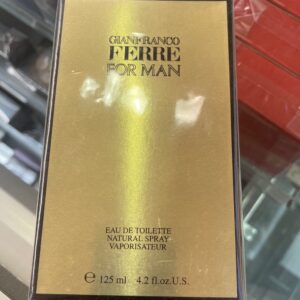 GIANFRANCO
FERRE
FOR MAN
EAU DE TOILETTE
NATURAL SPRAY
VAPORISATEUR
℮ 125 ml 4.2 fl.oz.U.S.